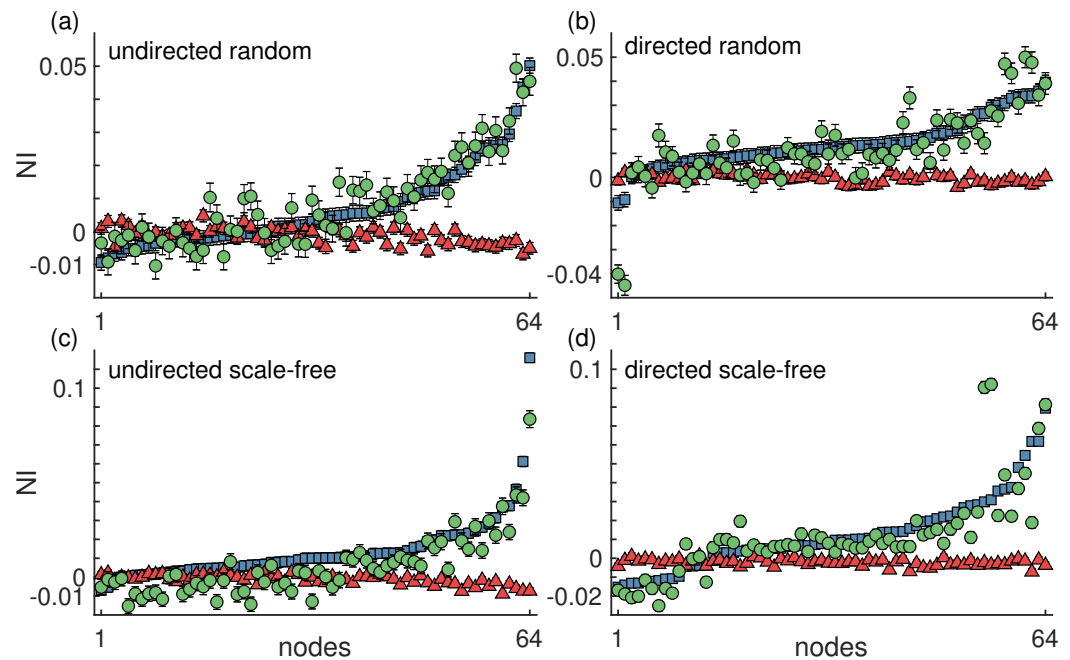 (a)
undirected random
0.05
NI
0
-0.01
1
64
(b)
directed random
0.05
0
-0.04
1
64
(c)
undirected scale-free
0.1
NI
0
-0.01
1
nodes
64
(d)
directed scale-free
0.1
0
-0.02
1
nodes
64